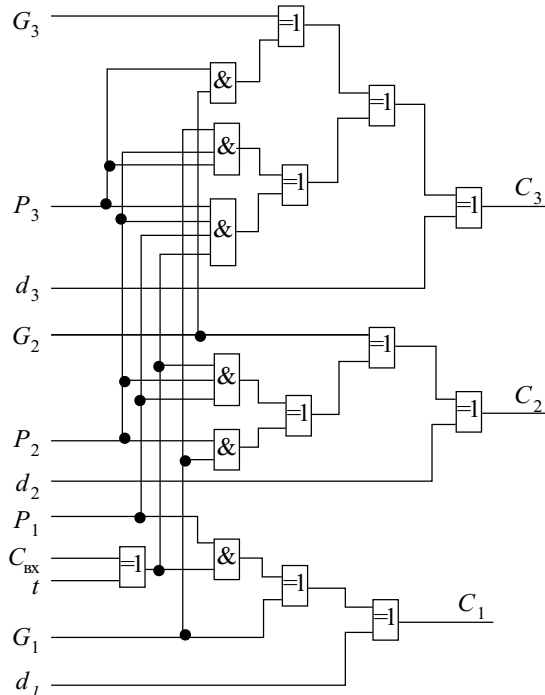 G3 =1
&
=1
&
=1
P3 & =1 C3
d3
G2 =1
&
=1 =1 C2
P2 &
d2
P1
Cвх =1 &
t
=1 =1 C1
G1
d1